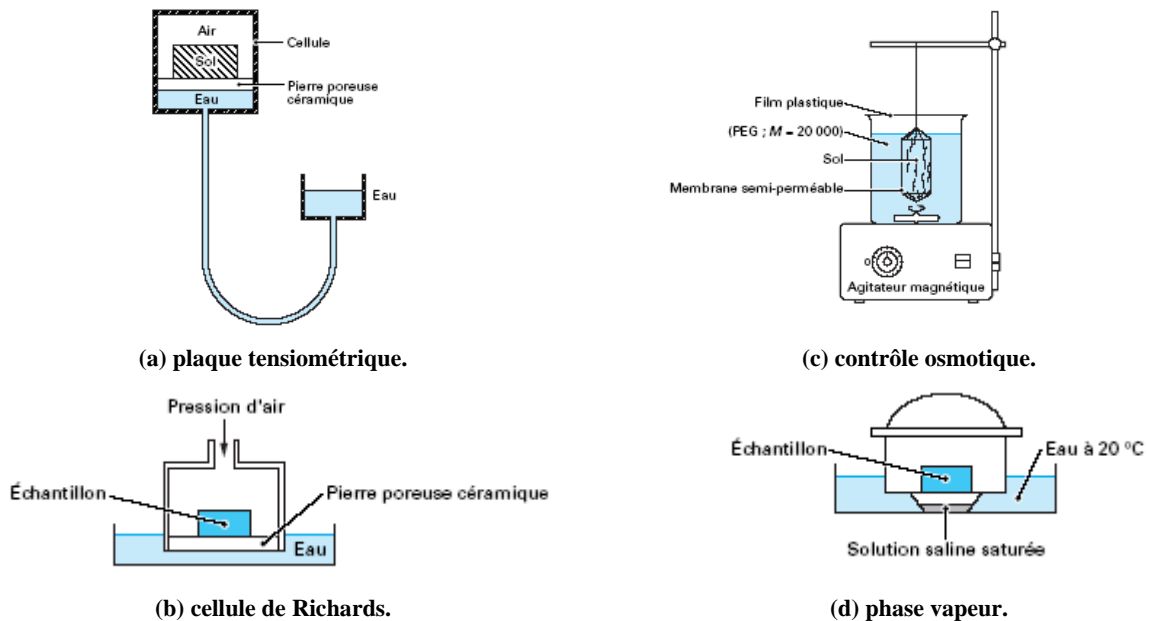 Air
Cellule
Sol
Pierre poreuse
céramique
Eau
Eau
(a) plaque tensiométrique.
Film plastique
(PEG ; M = 20 000)
Sol
Membrane semi-perméable
Agitateur magnétique
(c) contrôle osmotique.
Pression d'air
Échantillon
Pierre poreuse céramique
Eau
(b) cellule de Richards.
Échantillon
Eau à 20 °C
Solution saline saturée
(d) phase vapeur.